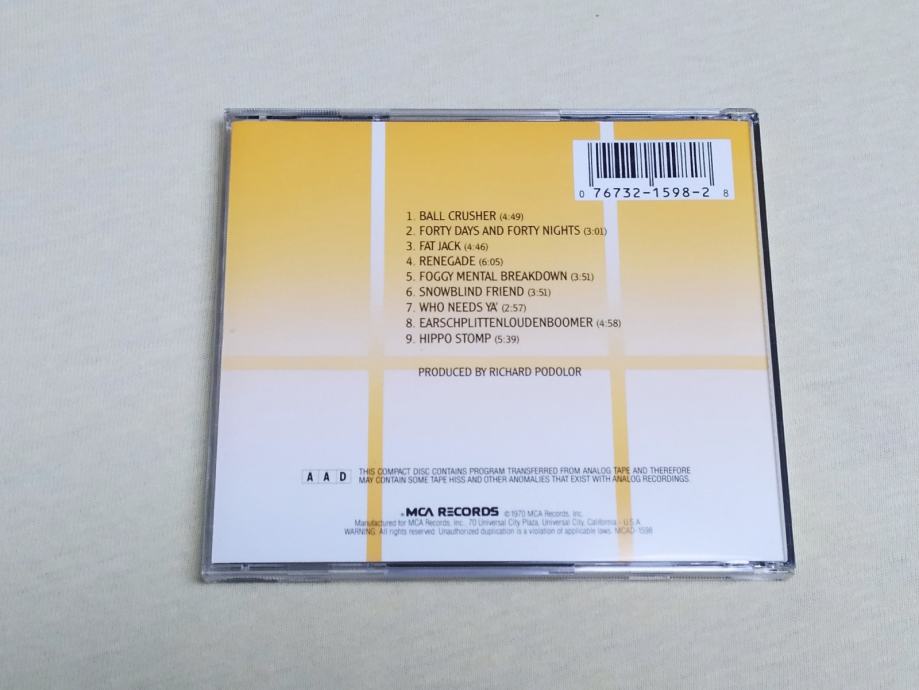 0 76732-1598-2 8
1. BALL CRUSHER (4:49)
2. FORTY DAYS AND FORTY NIGHTS (3:01)
3. FAT JACK (4:46)
4. RENEGADE (6:05)
5. FOGGY MENTAL BREAKDOWN (3:51)
6. SNOWBLIND FRIEND (3:51)
7. WHO NEEDS YA' (2:57)
8. EARSCHPLITTENLOUDENBOOMER (4:58)
9. HIPPO STOMP (5:39)
PRODUCED BY RICHARD PODOLOR
A A D THIS COMPACT DISC CONTAINS PROGRAM TRANSFERRED FROM ANALOG TAPE AND THEREFORE
MAY CONTAIN SOME TAPE HISS AND OTHER ANOMALIES THAT EXIST WITH ANALOG RECORDINGS.
MCA RECORDS ©1970 MCA Records, Inc.
Manufactured for MCA Records, Inc. 70 Universal City Plaza, Universal City, California - U.S.A.
WARNING: All rights reserved. Unauthorized duplication is a violation of applicable laws. MCAD-1598